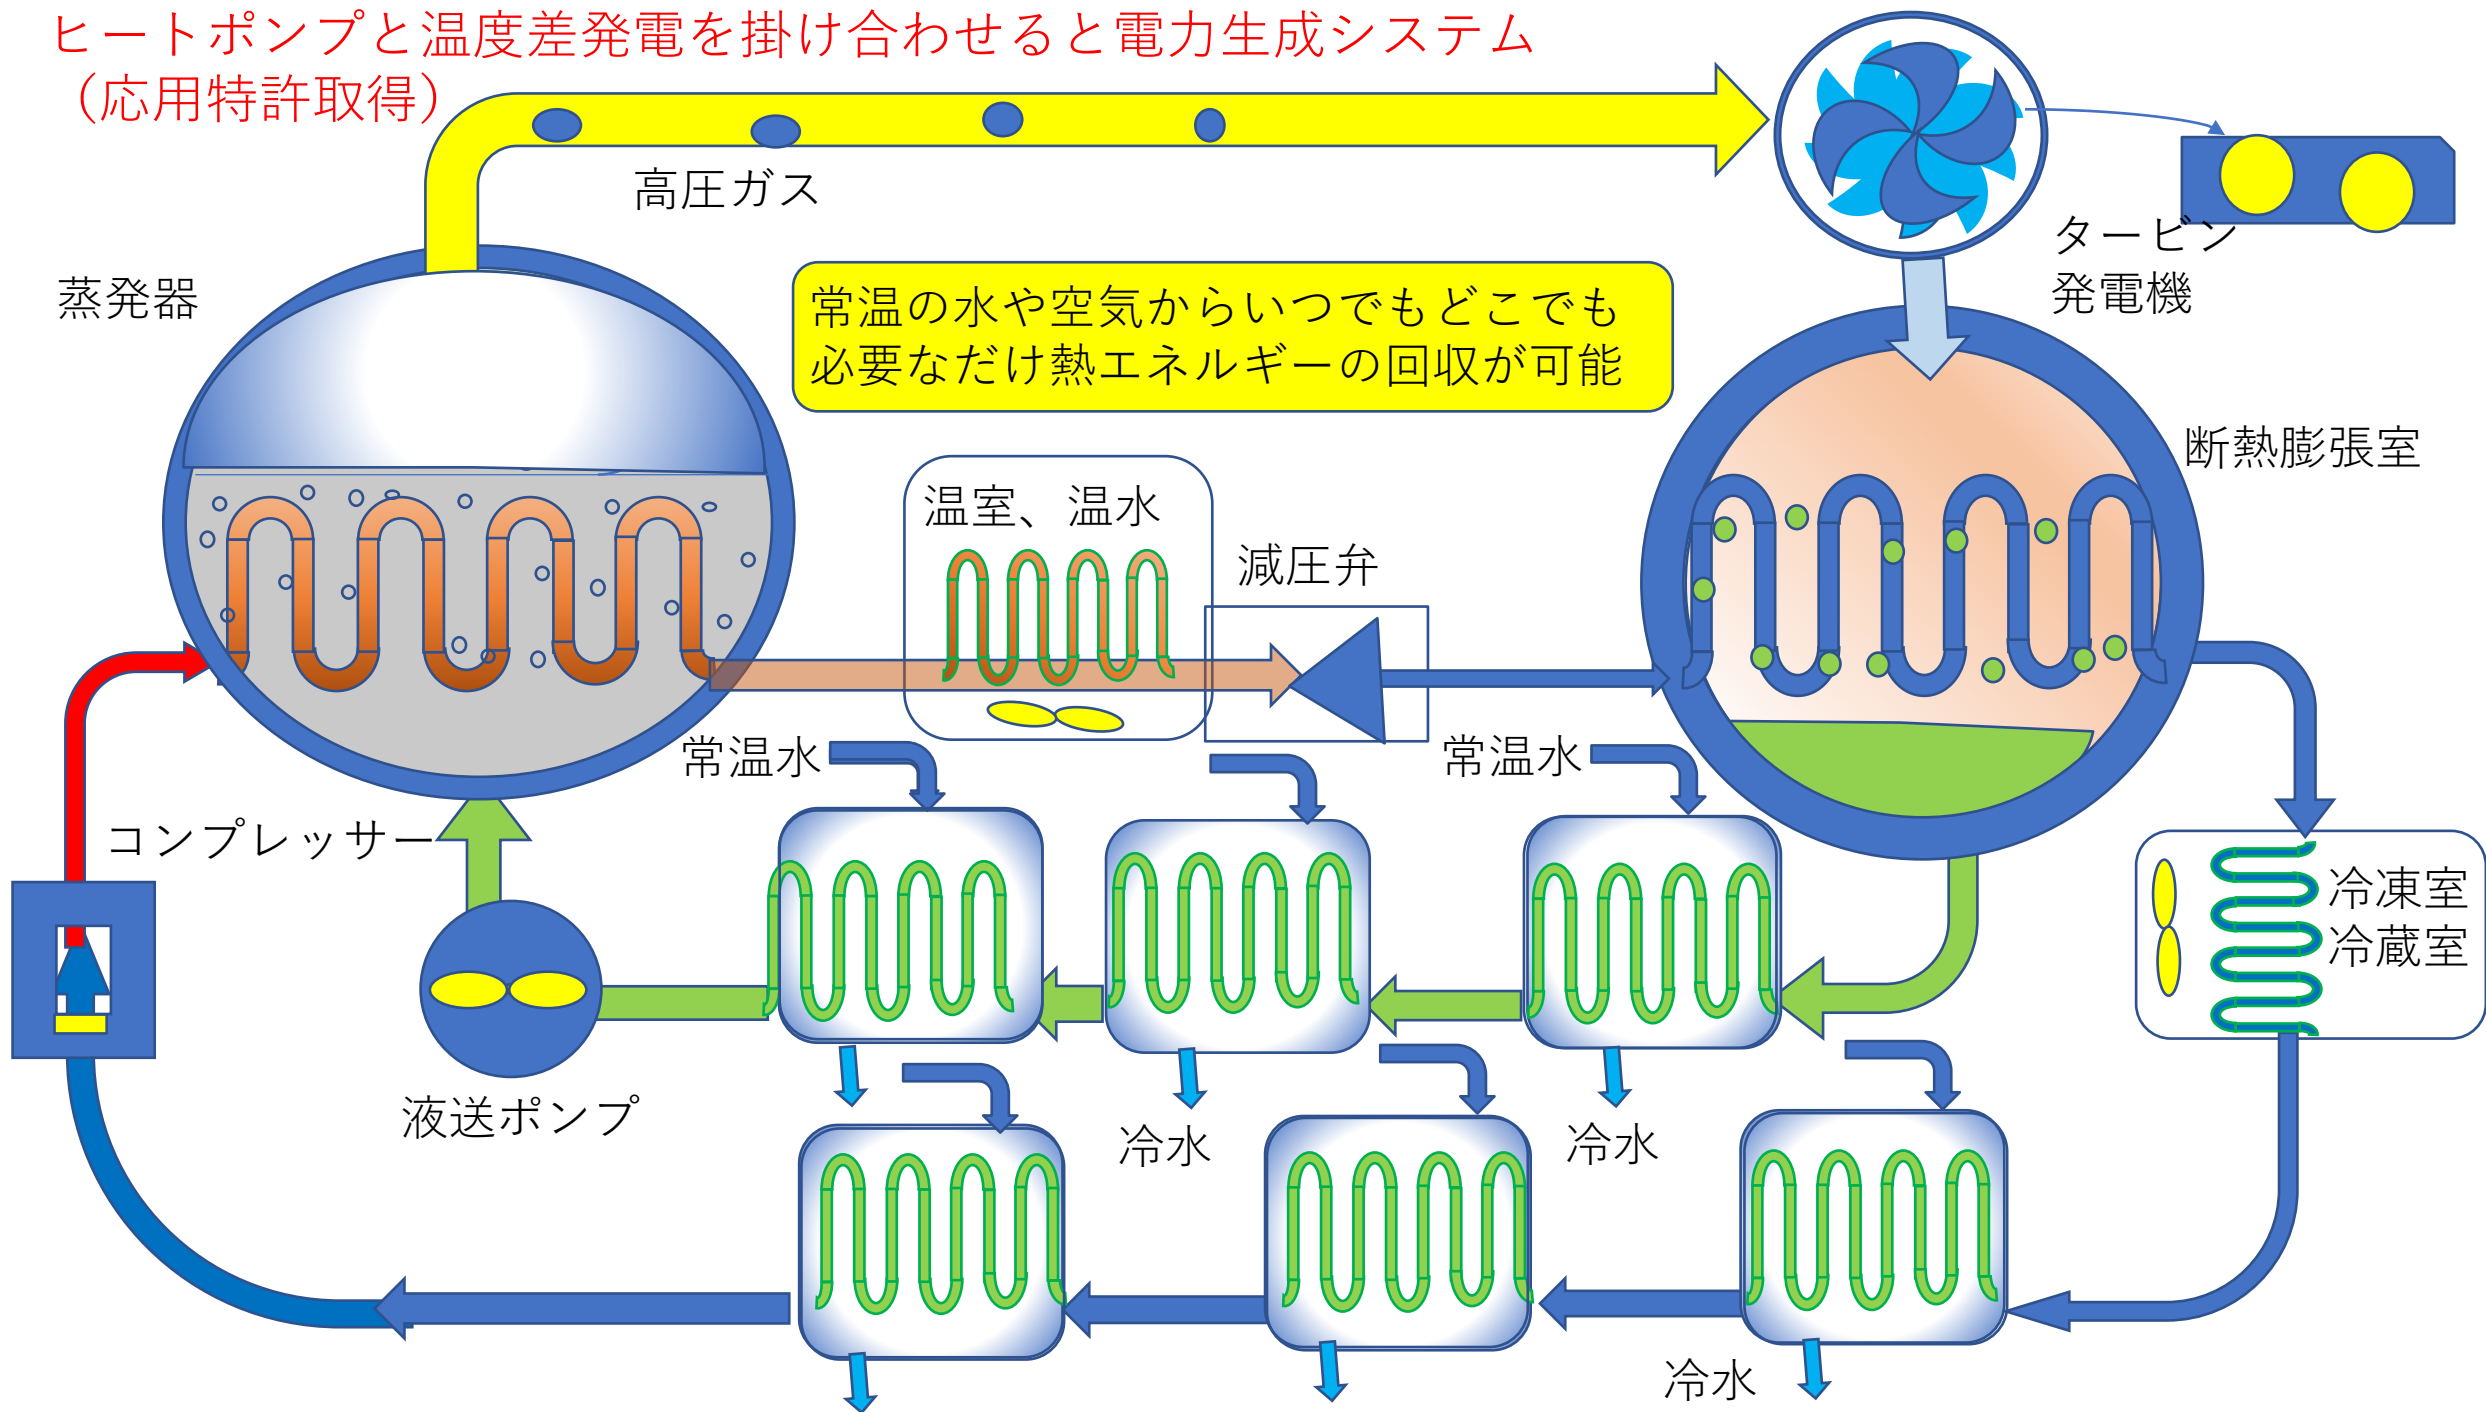 ヒートポンプと温度差発電を掛け合わせると電力生成システム
（応用特許取得）
高圧ガス
蒸発器
タービン
発電機
常温の水や空気からいつでもどこでも
必要なだけ熱エネルギーの回収が可能
断熱膨張室
温室、温水
減圧弁
常温水
常温水
コンプレッサー
冷凍室
冷蔵室
液送ポンプ
冷水
冷水
冷水